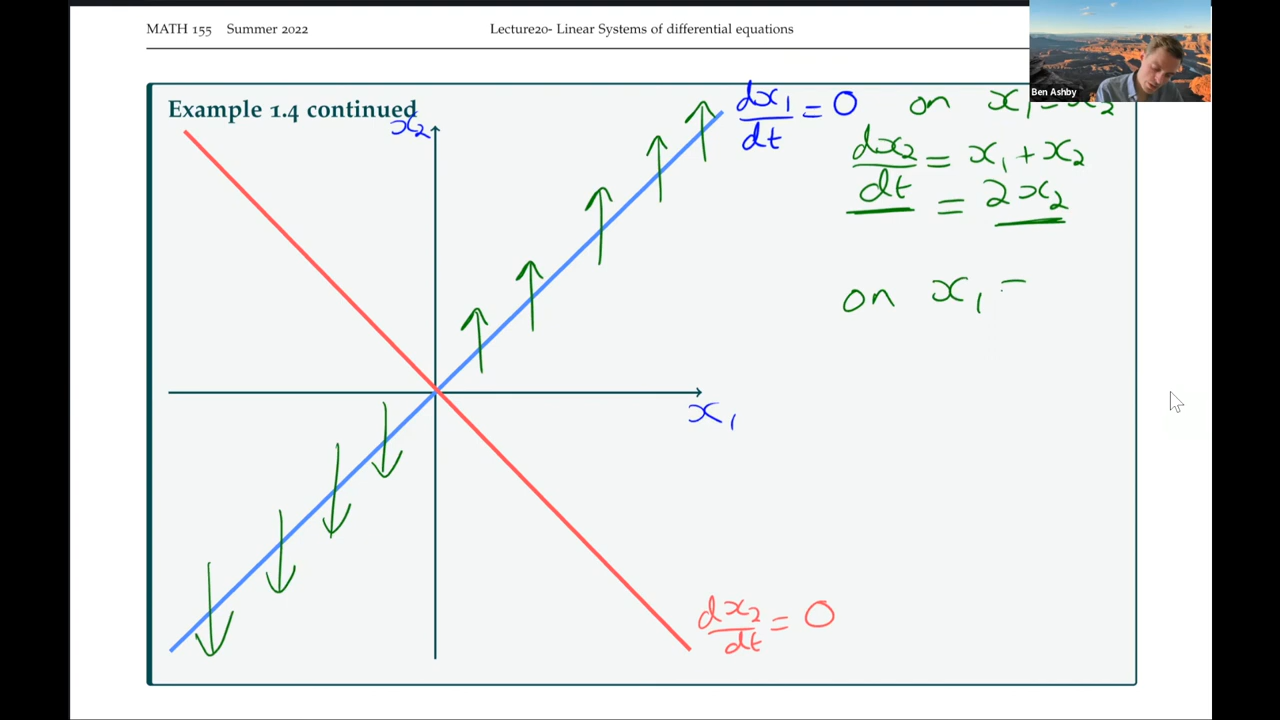 MATH 155 Summer 2022
Lecture20- Linear Systems of differential equations
Ben Ashby
Example 1.4 continued
x₂
dx₁/dt = 0
on x₁ = x₂
dx₂/dt = x₁ + x₂
= 2x₂
on x₁ =
x₁
dx₂/dt = 0